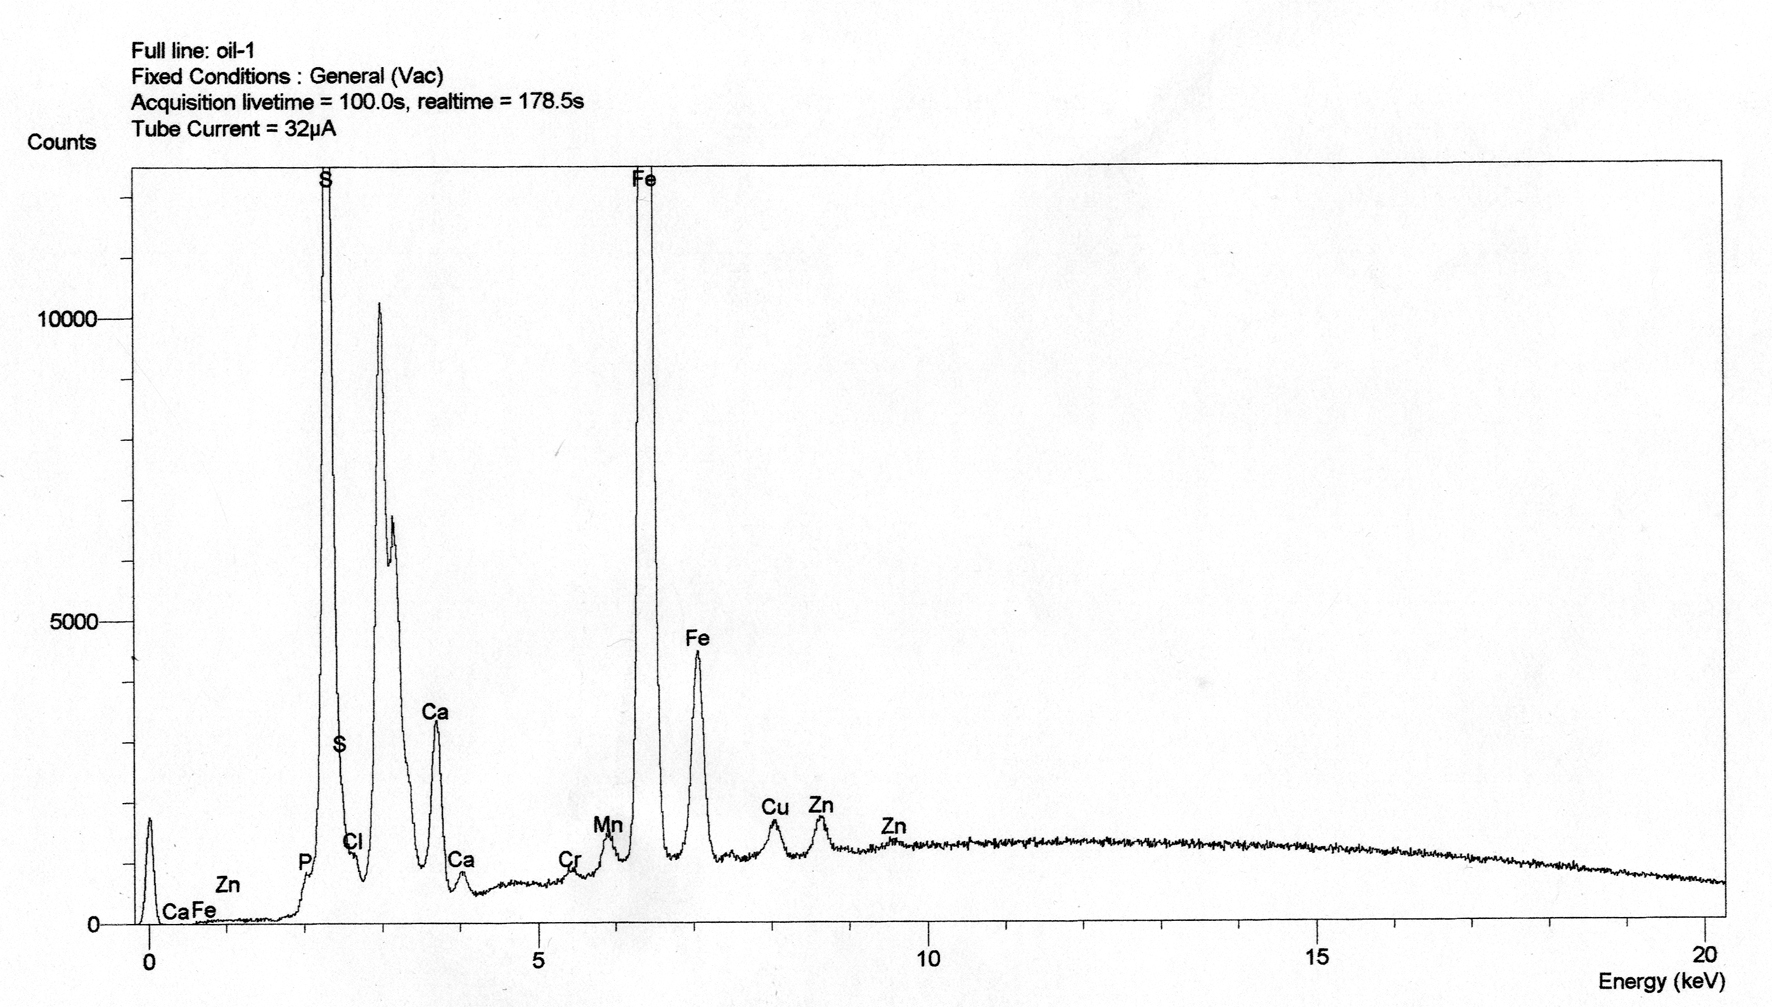 Full line: oil-1
Fixed Conditions : General (Vac)
Acquisition livetime = 100.0s, realtime = 178.5s
Tube Current = 32µA
Counts
S
Fe
10000
5000
Fe
Ca
S
Cu
Zn
Mn
Zn
Cl
P
Ca
Cr
Zn
Ca Fe
0
0
5
10
15
20
Energy (keV)